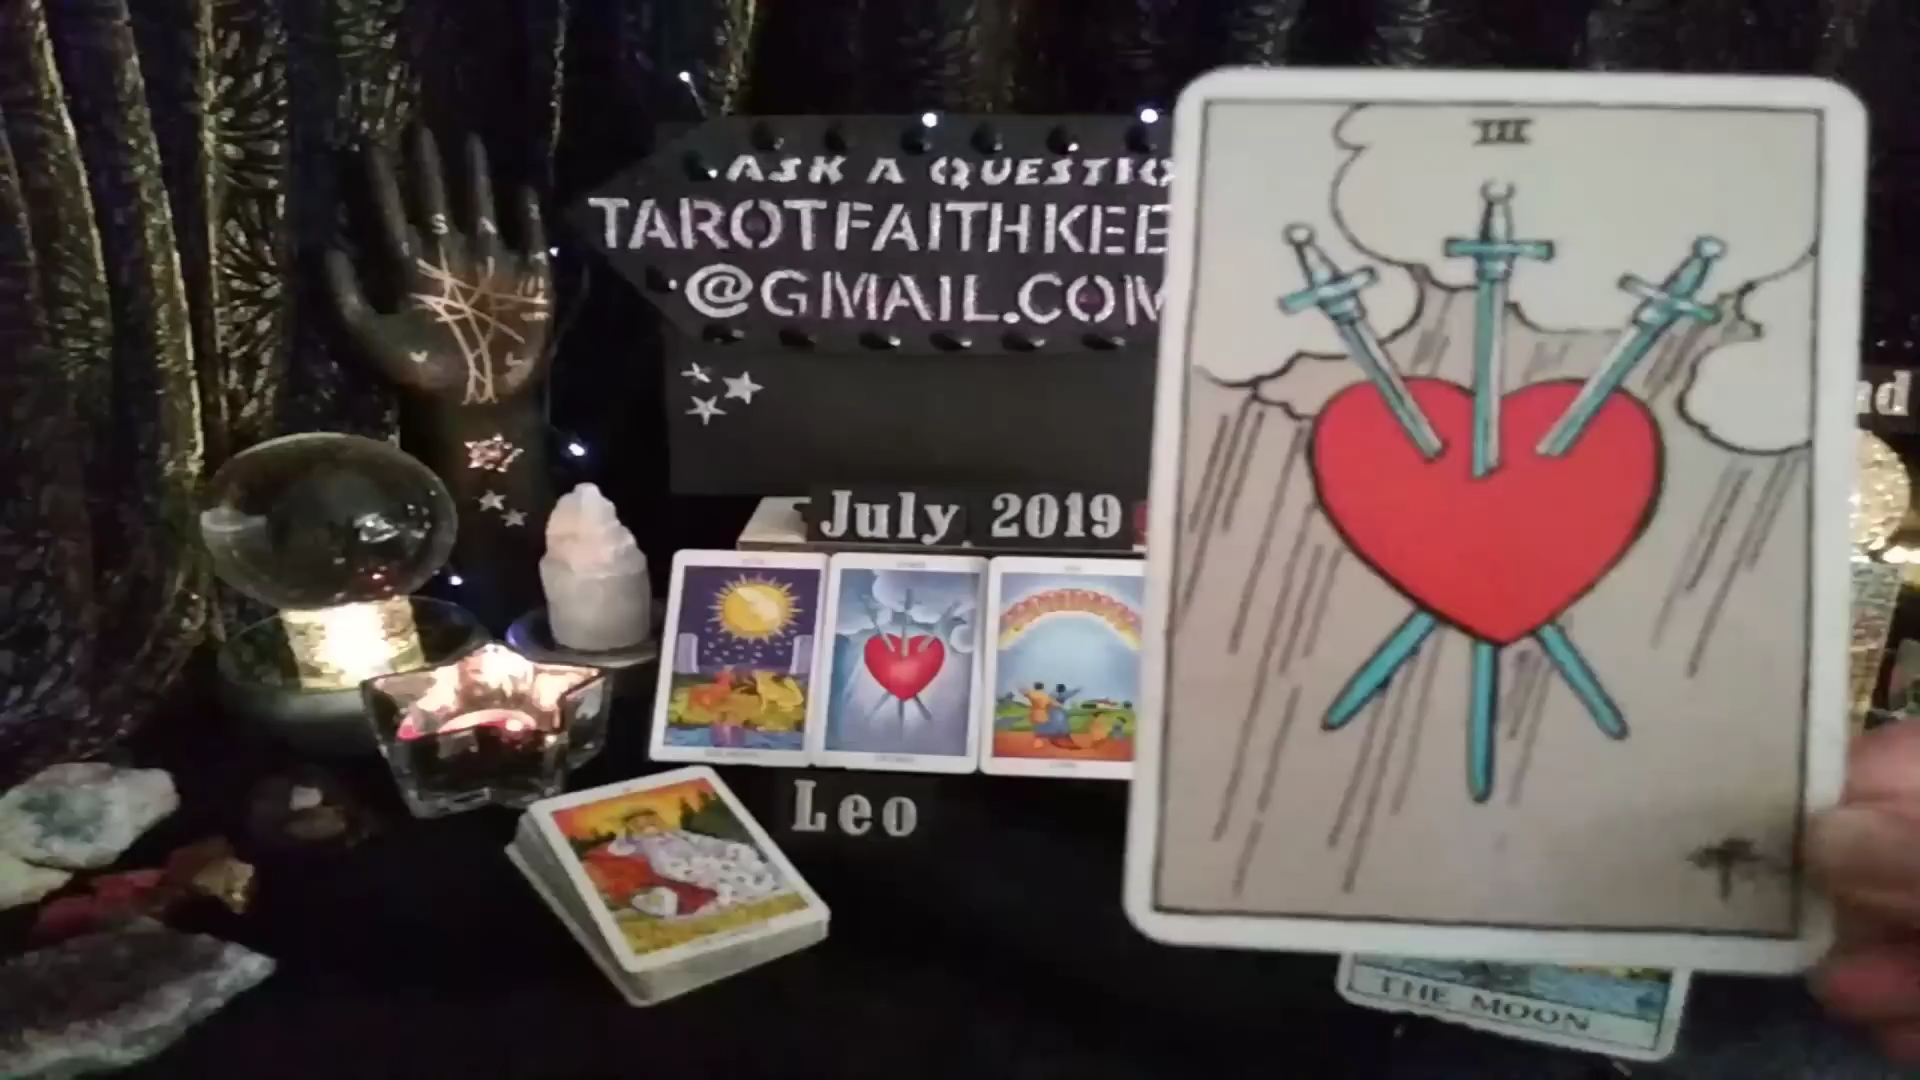 ASK A QUESTIO
TAROTFAITHKEE
@GMAIL.COM
S
III
July 2019
Leo
THE MOON